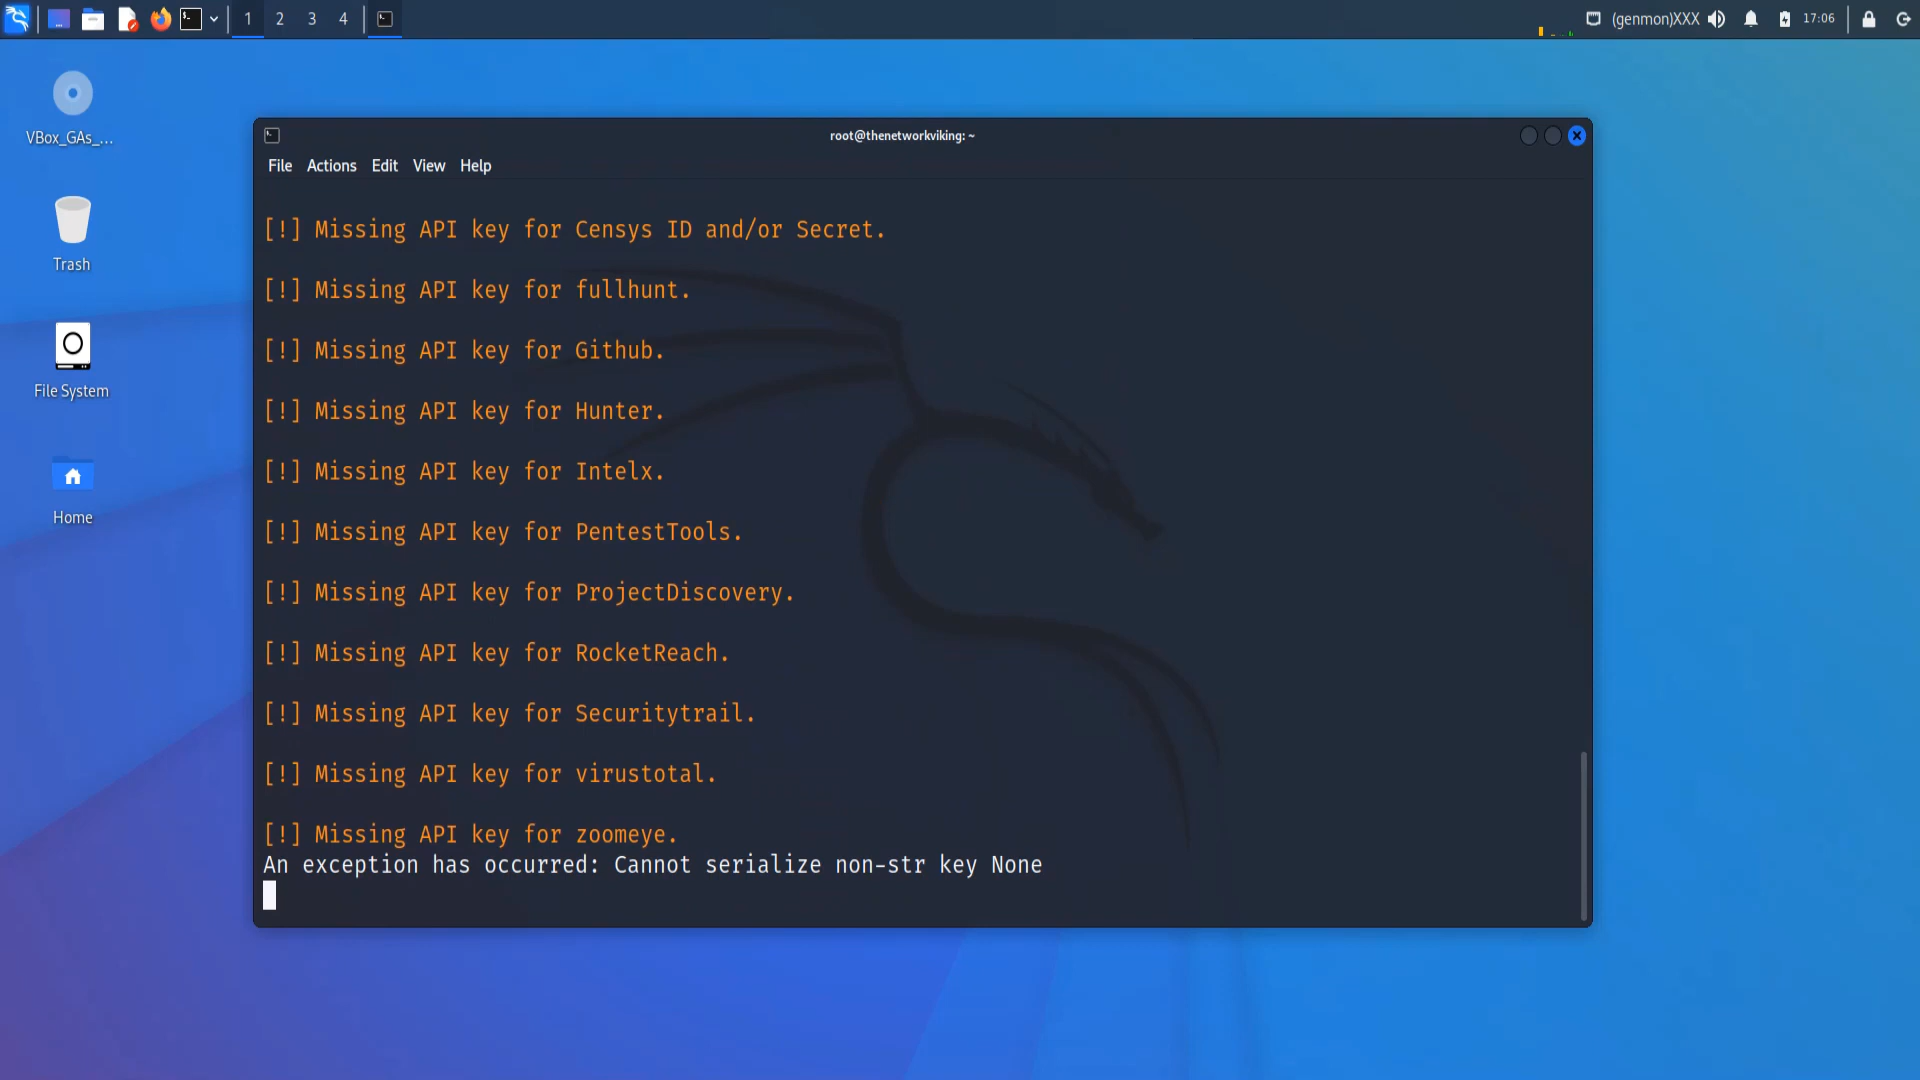 1 2 3 4
(genmon)XXX
17:06
VBox_GAs_...
Trash
File System
Home
root@thenetworkviking: ~
File Actions Edit View Help
[!] Missing API key for Censys ID and/or Secret.
[!] Missing API key for fullhunt.
[!] Missing API key for Github.
[!] Missing API key for Hunter.
[!] Missing API key for Intelx.
[!] Missing API key for PentestTools.
[!] Missing API key for ProjectDiscovery.
[!] Missing API key for RocketReach.
[!] Missing API key for Securitytrail.
[!] Missing API key for virustotal.
[!] Missing API key for zoomeye.
An exception has occurred: Cannot serialize non-str key None